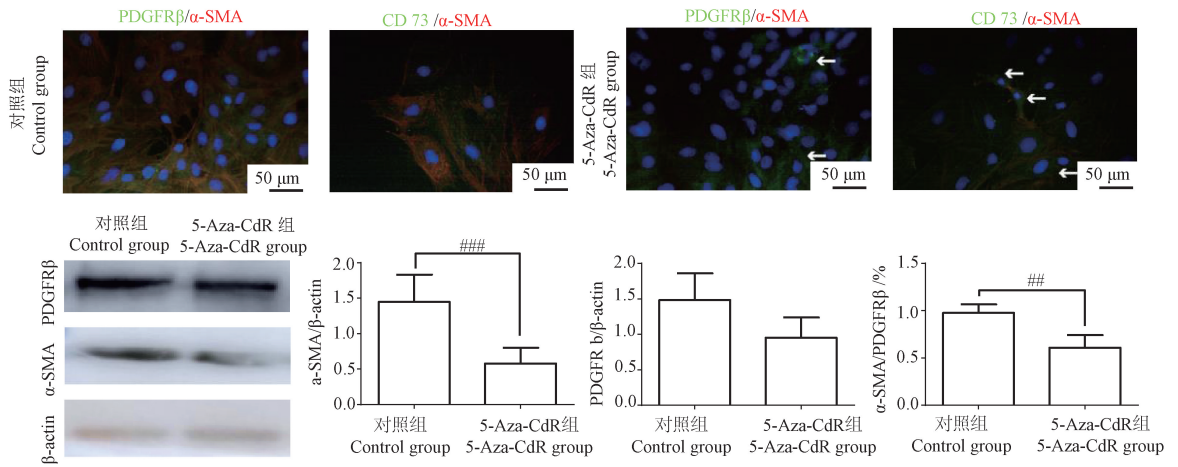 PDGFRβ/α-SMA
CD 73 /α-SMA
PDGFRβ/α-SMA
CD 73 /α-SMA
对照组
Control group
5-Aza-CdR 组
5-Aza-CdR group
50 μm
50 μm
50 μm
50 μm
对照组
Control group
5-Aza-CdR 组
5-Aza-CdR group
PDGFRβ
α-SMA
β-actin
###
a-SMA/β-actin
2.0
1.5
1.0
0.5
0.0
对照组
Control group
5-Aza-CdR组
5-Aza-CdR group
PDGFR b/β-actin
2.0
1.5
1.0
0.5
0.0
对照组
Control group
5-Aza-CdR组
5-Aza-CdR group
##
α-SMA/PDGFRβ /%
1.5
1.0
0.5
0.0
对照组
Control group
5-Aza-CdR组
5-Aza-CdR group